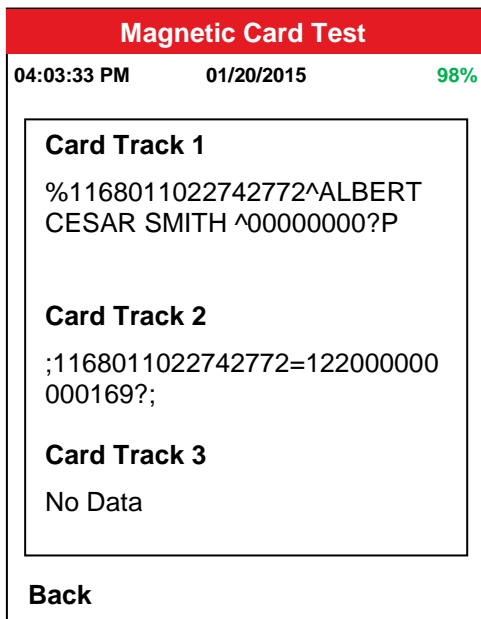 Magnetic Card Test
04:03:33 PM 01/20/2015 98%
Card Track 1
%1168011022742772^ALBERT
CESAR SMITH ^00000000?P
Card Track 2
;1168011022742772=122000000
000169?;
Card Track 3
No Data
Back